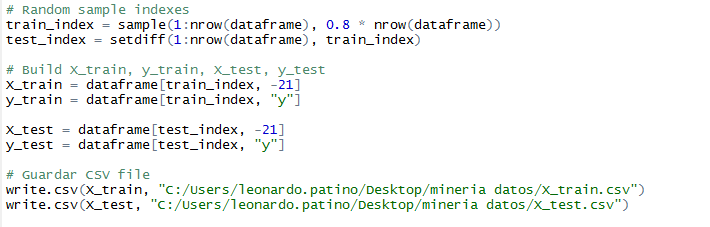 # Random sample indexes
train_index = sample(1:nrow(dataframe), 0.8 * nrow(dataframe))
test_index = setdiff(1:nrow(dataframe), train_index)
# Build X_train, y_train, X_test, y_test
X_train = dataframe[train_index, -21]
y_train = dataframe[train_index, "y"]
X_test = dataframe[test_index, -21]
y_test = dataframe[test_index, "y"]
# Guardar CSV file
write.csv(X_train, "C:/Users/leonardo.patino/Desktop/mineria datos/X_train.csv")
write.csv(X_test, "C:/Users/leonardo.patino/Desktop/mineria datos/X_test.csv")